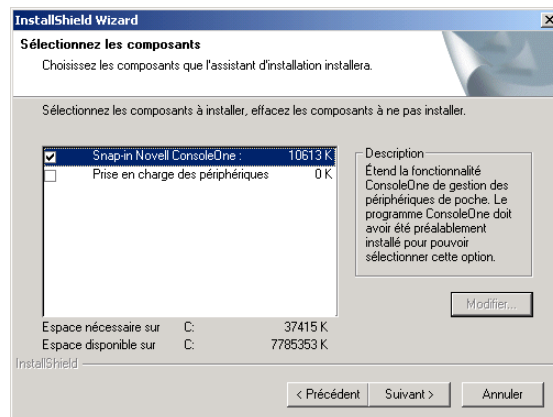 InstallShield Wizard
Sélectionnez les composants
Choisissez les composants que l'assistant d'installation installera.
Sélectionnez les composants à installer, effacez les composants à ne pas installer.
Snap-in Novell ConsoleOne : 10613 K
Prise en charge des périphériques 0 K
Description
Étend la fonctionnalité
ConsoleOne de gestion des
périphériques de poche. Le
programme ConsoleOne doit
avoir été préalablement
installé pour pouvoir
sélectionner cette option.
Modifier...
Espace nécessaire sur C: 37415 K
Espace disponible sur C: 7785353 K
InstallShield
< Précédent Suivant > Annuler